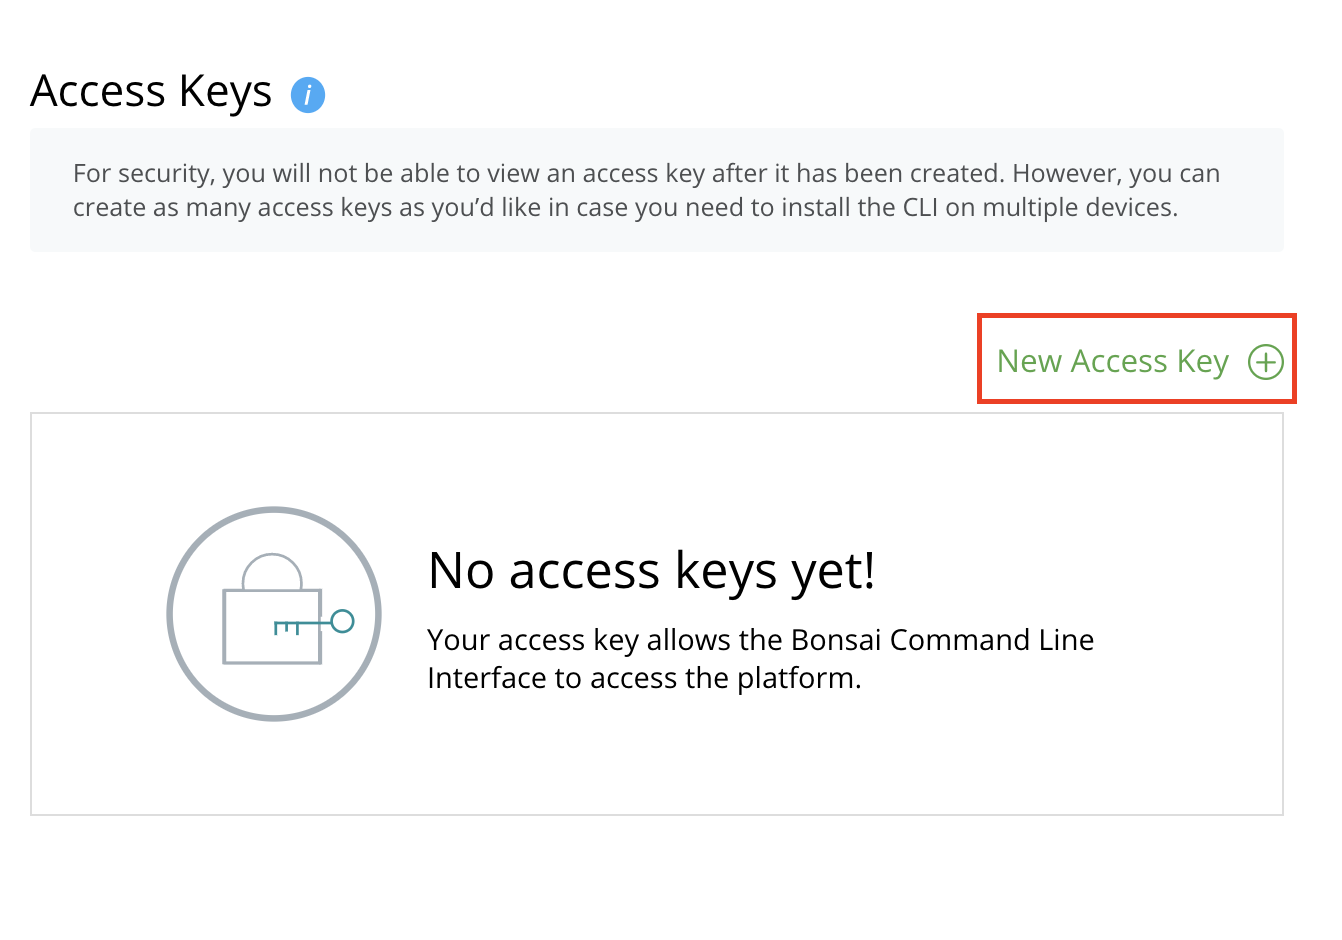 Access Keys i
For security, you will not be able to view an access key after it has been created. However, you can
create as many access keys as you’d like in case you need to install the CLI on multiple devices.
New Access Key
No access keys yet!
Your access key allows the Bonsai Command Line
Interface to access the platform.